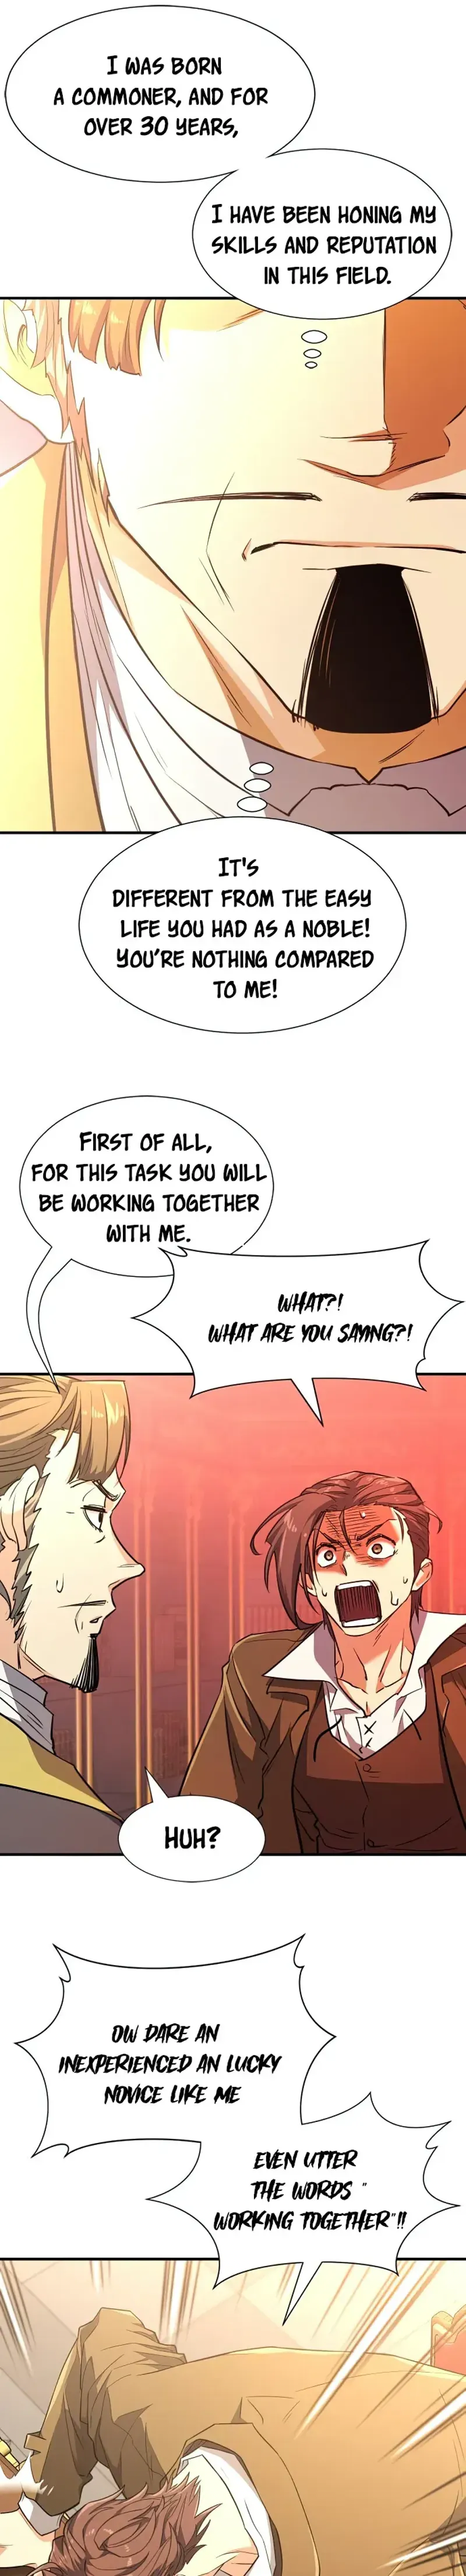 I WAS BORN
A COMMONER, AND FOR
OVER 30 YEARS,
I HAVE BEEN HONING MY
SKILLS AND REPUTATION
IN THIS FIELD.
IT'S
DIFFERENT FROM THE EASY
LIFE YOU HAD AS A NOBLE!
YOU'RE NOTHING COMPARED
TO ME!
FIRST OF ALL,
FOR THIS TASK YOU WILL
BE WORKING TOGETHER
WITH ME.
WHAT?!
WHAT ARE YOU SAYING?!
HUH?
OW DARE AN
INEXPERIENCED AN LUCKY
NOVICE LIKE ME
EVEN UTTER
THE WORDS "
WORKING TOGETHER"!!